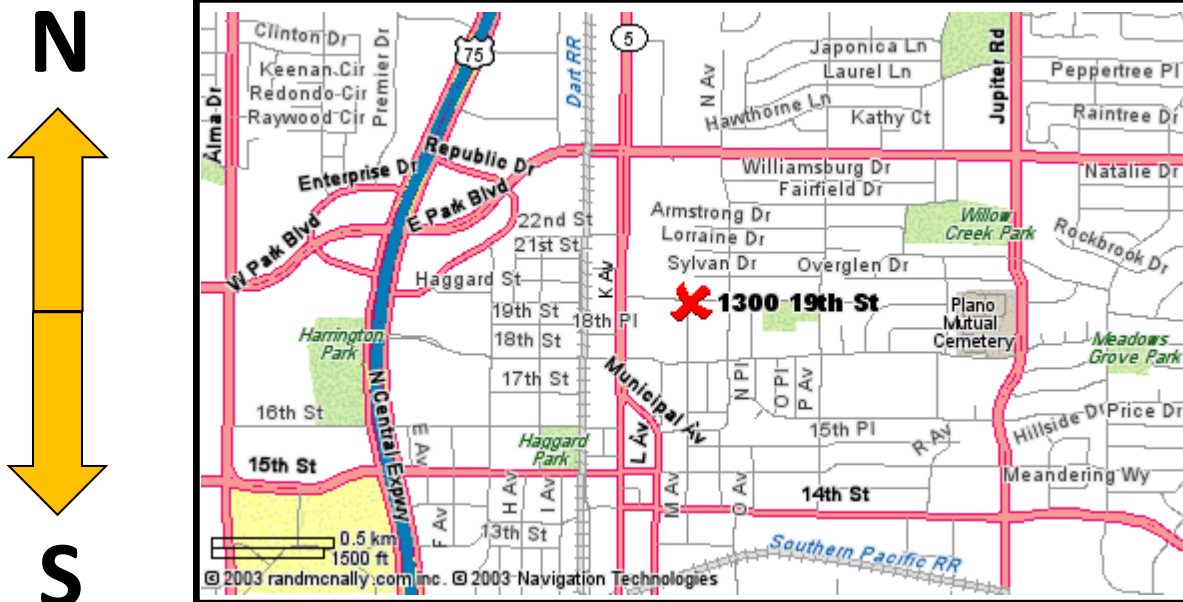 N
S
Clinton Dr
Keenan Cir
Redondo Cir
Raywood Cir
Premier Dr
Alma Dr
75
Dart RR
5
N Av
Japonica Ln
Laurel Ln
Hawthorne Ln
Kathy Ct
Jupiter Rd
Peppertree Pl
Raintree Dr
Natalie Dr
Republic Dr
Enterprise Dr
E Park Blvd
W Park Blvd
Williamsburg Dr
Fairfield Dr
22nd St
21st St
Armstrong Dr
Lorraine Dr
Sylvan Dr
Overglen Dr
Willow
Creek Park
Rockbrook Dr
Haggard St
K Av
19th St
18th Pl
18th St
17th St
1300 19th St
Plano
Mutual
Cemetery
Meadows
Grove Park
Harrington
Park
N Central Expwy
16th St
Municipal Av
N Pl
O Pl
P Av
15th Pl
R Av
Hillside Dr
Price Dr
E Av
Haggard
Park
L Av
15th St
Meandering Wy
H Av
I Av
M Av
O Av
14th St
F Av
13th St
Southern Pacific RR
0.5 km
1500 ft
© 2003 randmcnally.com inc. © 2003 Navigation Technologies